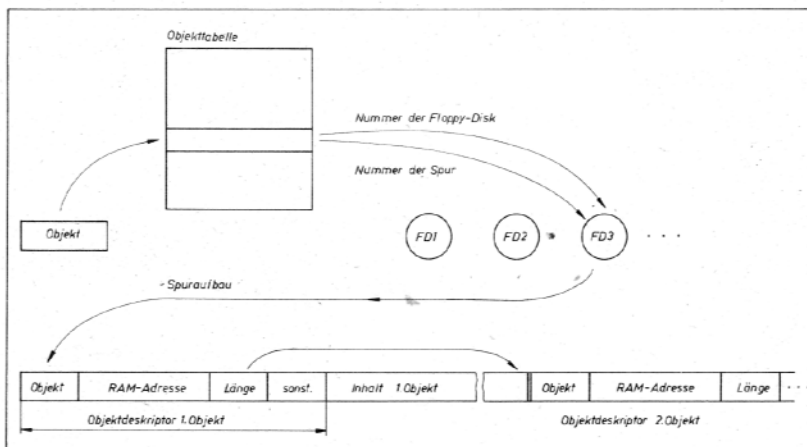 Objekttabelle
Nummer der Floppy-Disk
Nummer der Spur
Objekt
FD1
FD2
FD3
. . .
Spuraufbau
Objekt
RAM-Adresse
Länge
sonst.
Inhalt 1.Objekt
Objekt
RAM-Adresse
Länge
. . .
Objektdeskriptor 1.Objekt
Objektdeskriptor 2.Objekt